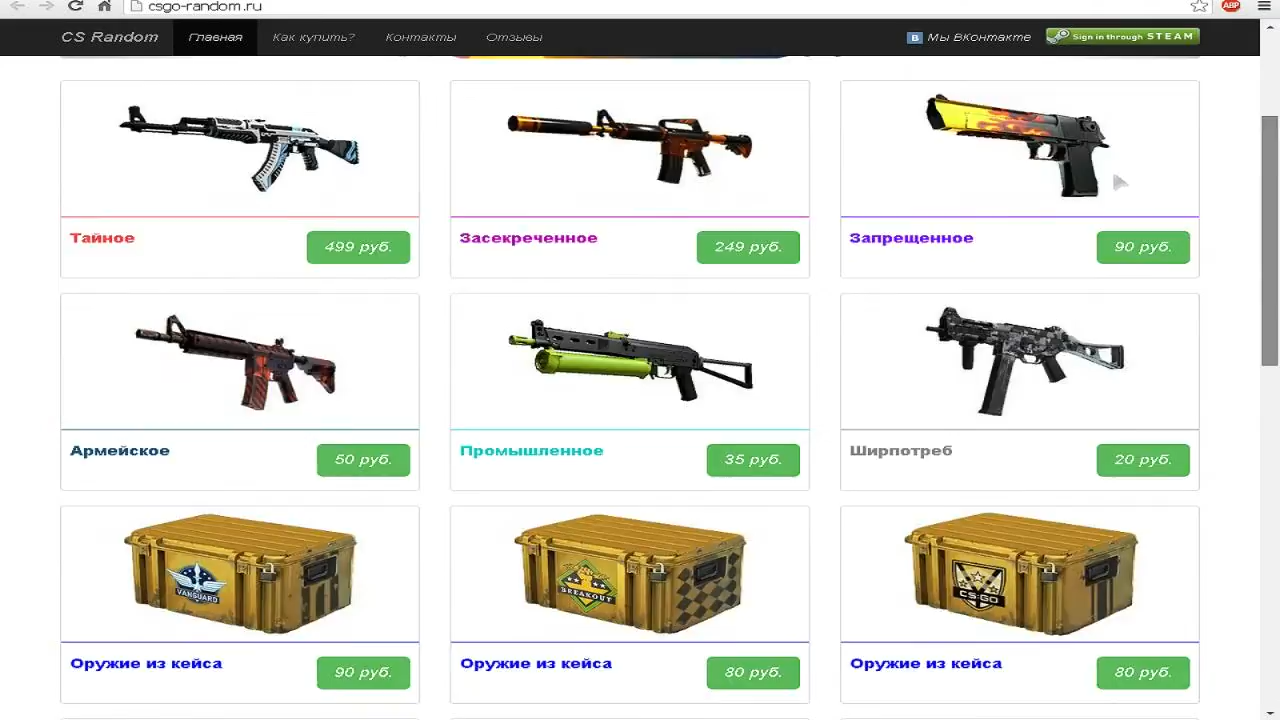 csgo-random.ru
ABP
CS Random
Главная
Как купить?
Контакты
Отзывы
B
Мы ВКонтакте
Sign in through STEAM
Тайное
499 руб.
Засекреченное
249 руб.
Запрещенное
90 руб.
Армейское
50 руб.
Промышленное
35 руб.
Ширпотреб
20 руб.
VANGUARD
BREAKOUT
CS:GO
Оружие из кейса
90 руб.
Оружие из кейса
80 руб.
Оружие из кейса
80 руб.